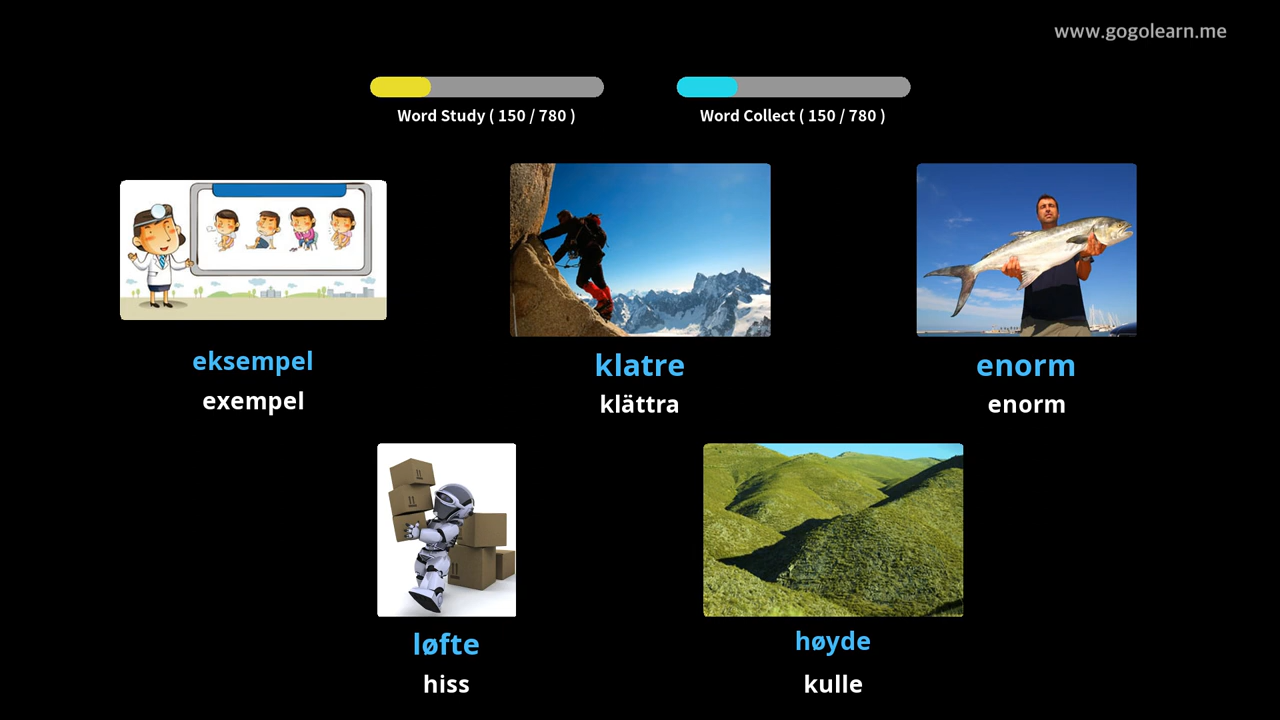 www.gogolearn.me
Word Study ( 150 / 780 )
Word Collect ( 150 / 780 )
eksempel
exempel
klatre
klättra
enorm
enorm
løfte
hiss
høyde
kulle